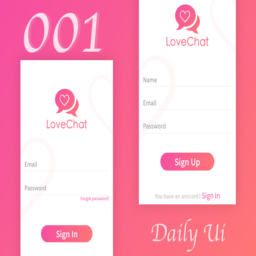 001
LoveChat
Email
Password
forgot password?
Sign In
LoveChat
Name
Email
Password
Sign Up
You have an amount? Sign In
Daily Ui